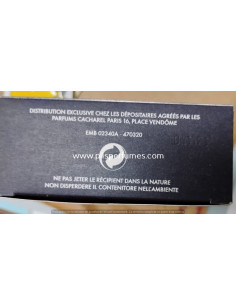 DISTRIBUTION EXCLUSIVE CHEZ LES DÉPOSITAIRES AGRÉÉS PAR LES
PARFUMS CACHAREL PARIS 16, PLACE VENDÔME
EMB 02340A - 470320
www.plisperfumes.com
NE PAS JETER LE RÉCIPIENT DANS LA NATURE
NON DISPERDERE IL CONTENITORE NELL'AMBIENTE